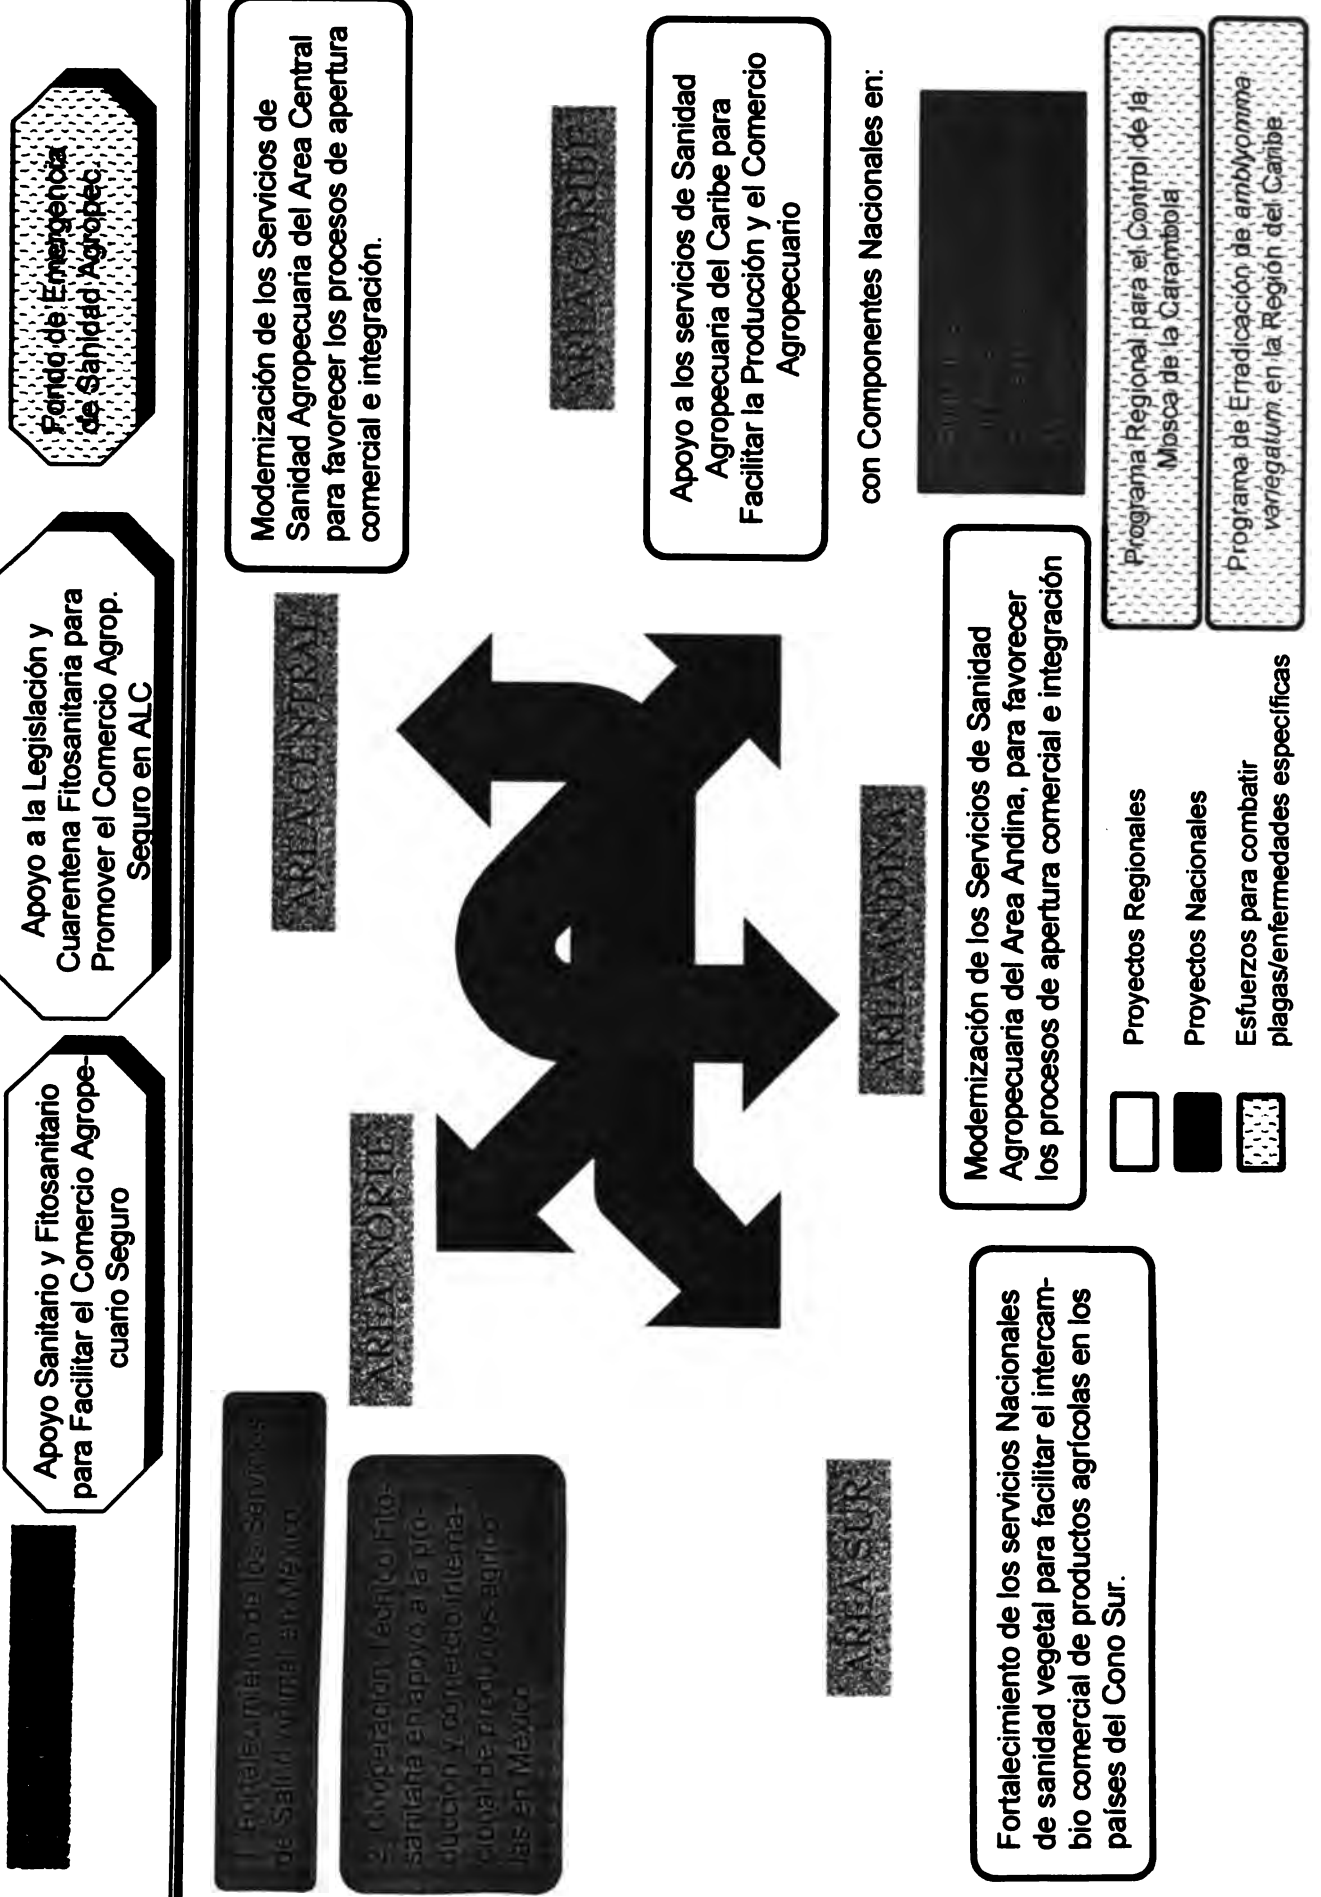 Apoyo Sanitario y Fitosanitario
para Facilitar el Comercio Agrope-
cuario Seguro
Apoyo a la Legislación y
Cuarentena Fitosanitaria para
Promover el Comercio Agrop.
Seguro en ALC
Fondo de Emergencia
de Sanidad Agropec.
1. Fortalecimiento de los Servicios
de Salud Animal en México
2. Cooperación Técnico Fito-
sanitaria en apoyo a la pro-
ducción y comercio interna-
cional de productos agríco-
las en México
AREA NORTE
AREA CENTRAL
Modernización de los Servicios de
Sanidad Agropecuaria del Area Central
para favorecer los procesos de apertura
comercial e integración.
AREA CARIBE
Apoyo a los servicios de Sanidad
Agropecuaria del Caribe para
Facilitar la Producción y el Comercio
Agropecuario
con Componentes Nacionales en:
AREA SUR
Fortalecimiento de los servicios Nacionales
de sanidad vegetal para facilitar el intercam-
bio comercial de productos agrícolas en los
países del Cono Sur.
AREA ANDINA
Modernización de los Servicios de Sanidad
Agropecuaria del Area Andina, para favorecer
los procesos de apertura comercial e integración
Programa Regional para el Control de la
Mosca de la Carambola
Programa de Erradicación de amblyomma
variegatum en la Región del Caribe
Proyectos Regionales
Proyectos Nacionales
Esfuerzos para combatir
plagas/enfermedades específicas